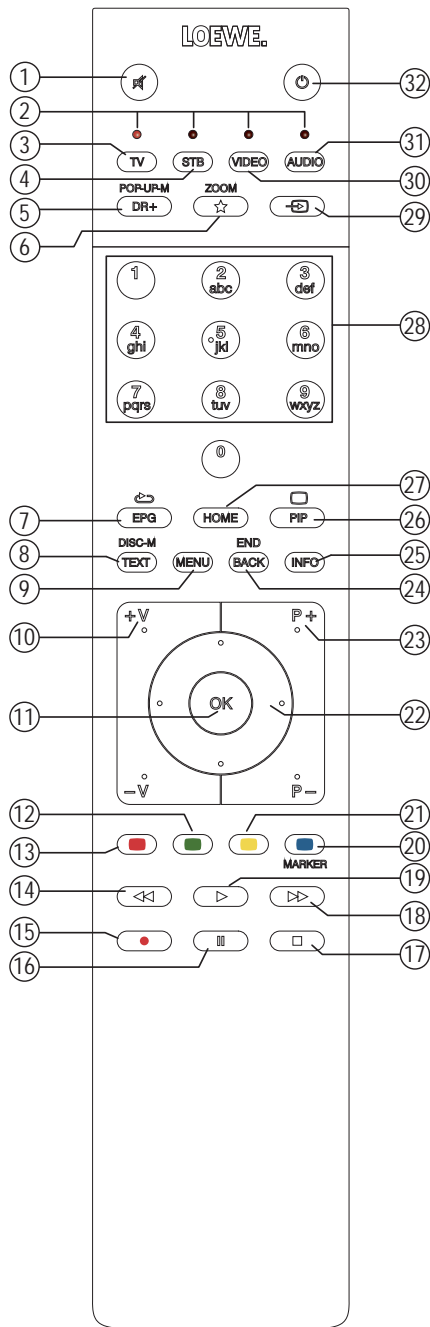 LOEWE.
1
32
2
3
TV
STB
VIDEO
AUDIO
31
4
30
POP-UP-M
ZOOM
5
DR+
29
6
1
2
abc
3
def
28
4
ghi
5
jkl
6
mno
7
pqrs
8
tuv
9
wxyz
0
27
7
EPG
HOME
PIP
26
DISC-M
END
8
TEXT
MENU
BACK
INFO
25
9
24
10
+V
P+
23
11
OK
22
−V
P−
12
21
13
20
MARKER
14
19
18
15
16
17